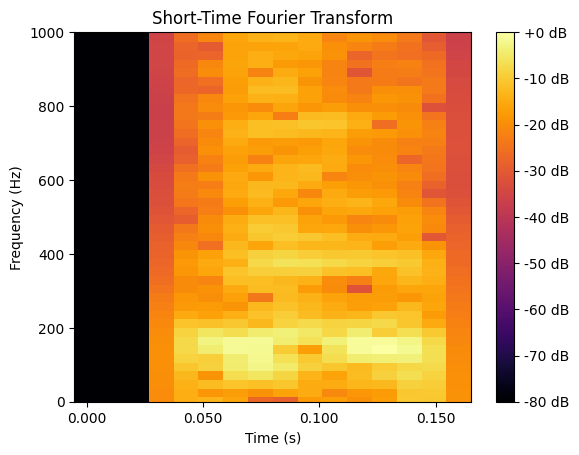 Short-Time Fourier Transform
1000
800
600
400
200
0
Frequency (Hz)
0.000
0.050
0.100
0.150
Time (s)
+0 dB
-10 dB
-20 dB
-30 dB
-40 dB
-50 dB
-60 dB
-70 dB
-80 dB